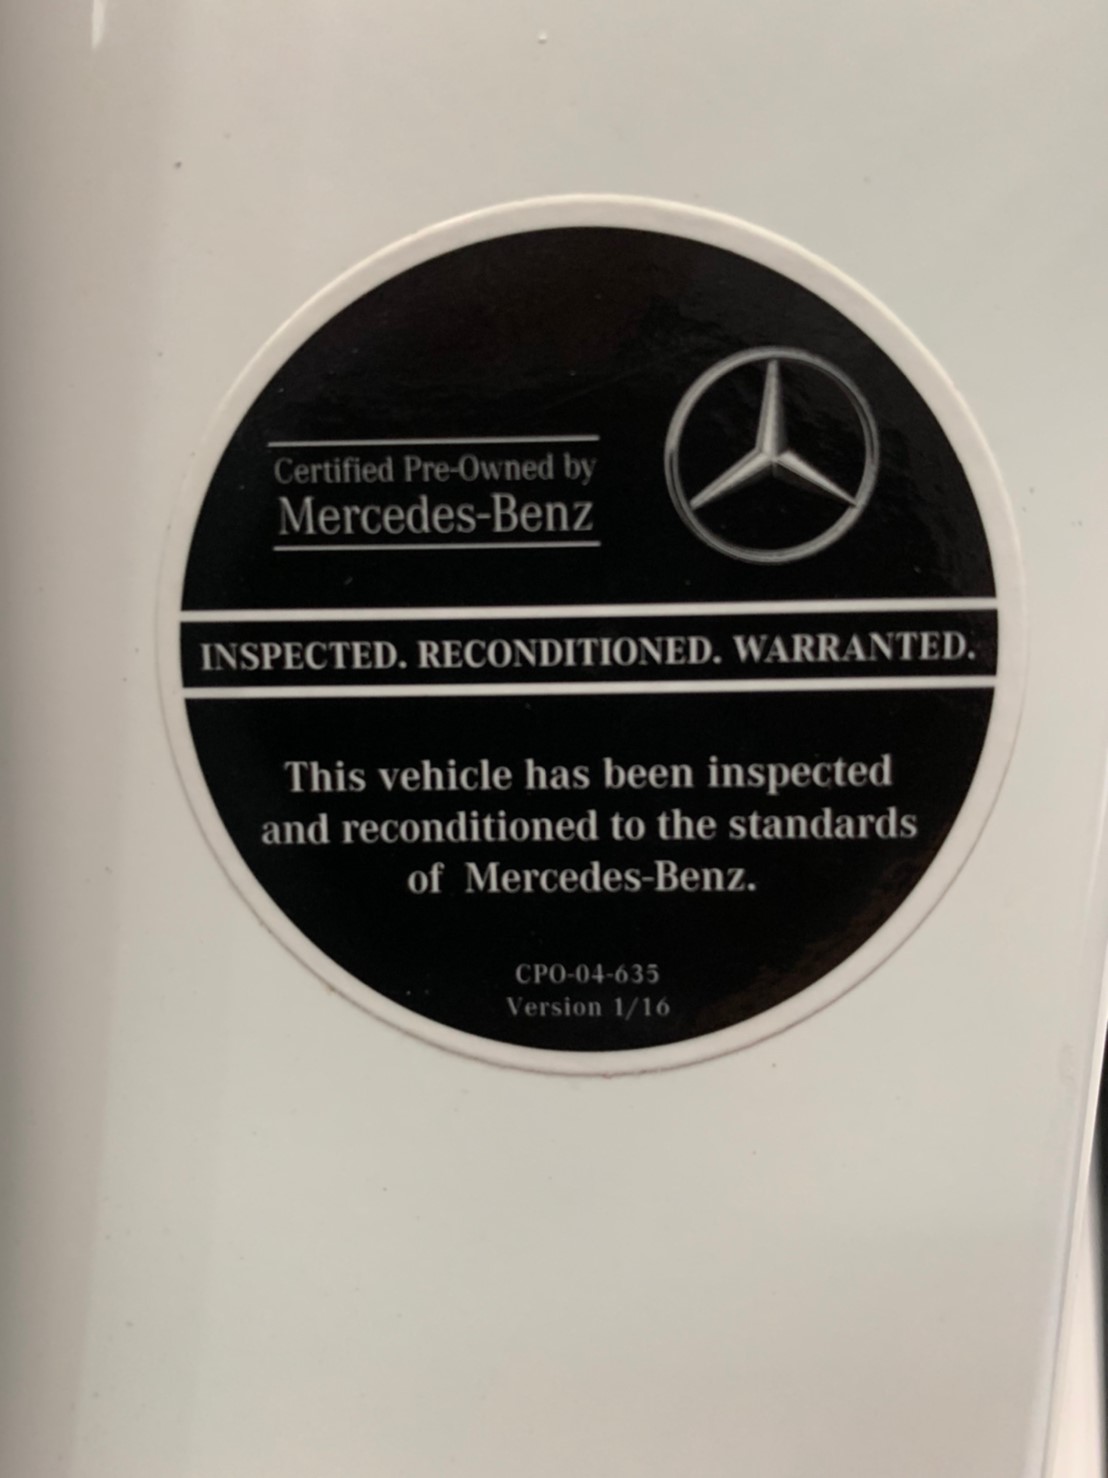 Certified Pre-Owned by
Mercedes-Benz
INSPECTED. RECONDITIONED. WARRANTED.
This vehicle has been inspected
and reconditioned to the standards
of Mercedes-Benz.
CPO-04-635
Version 1/16